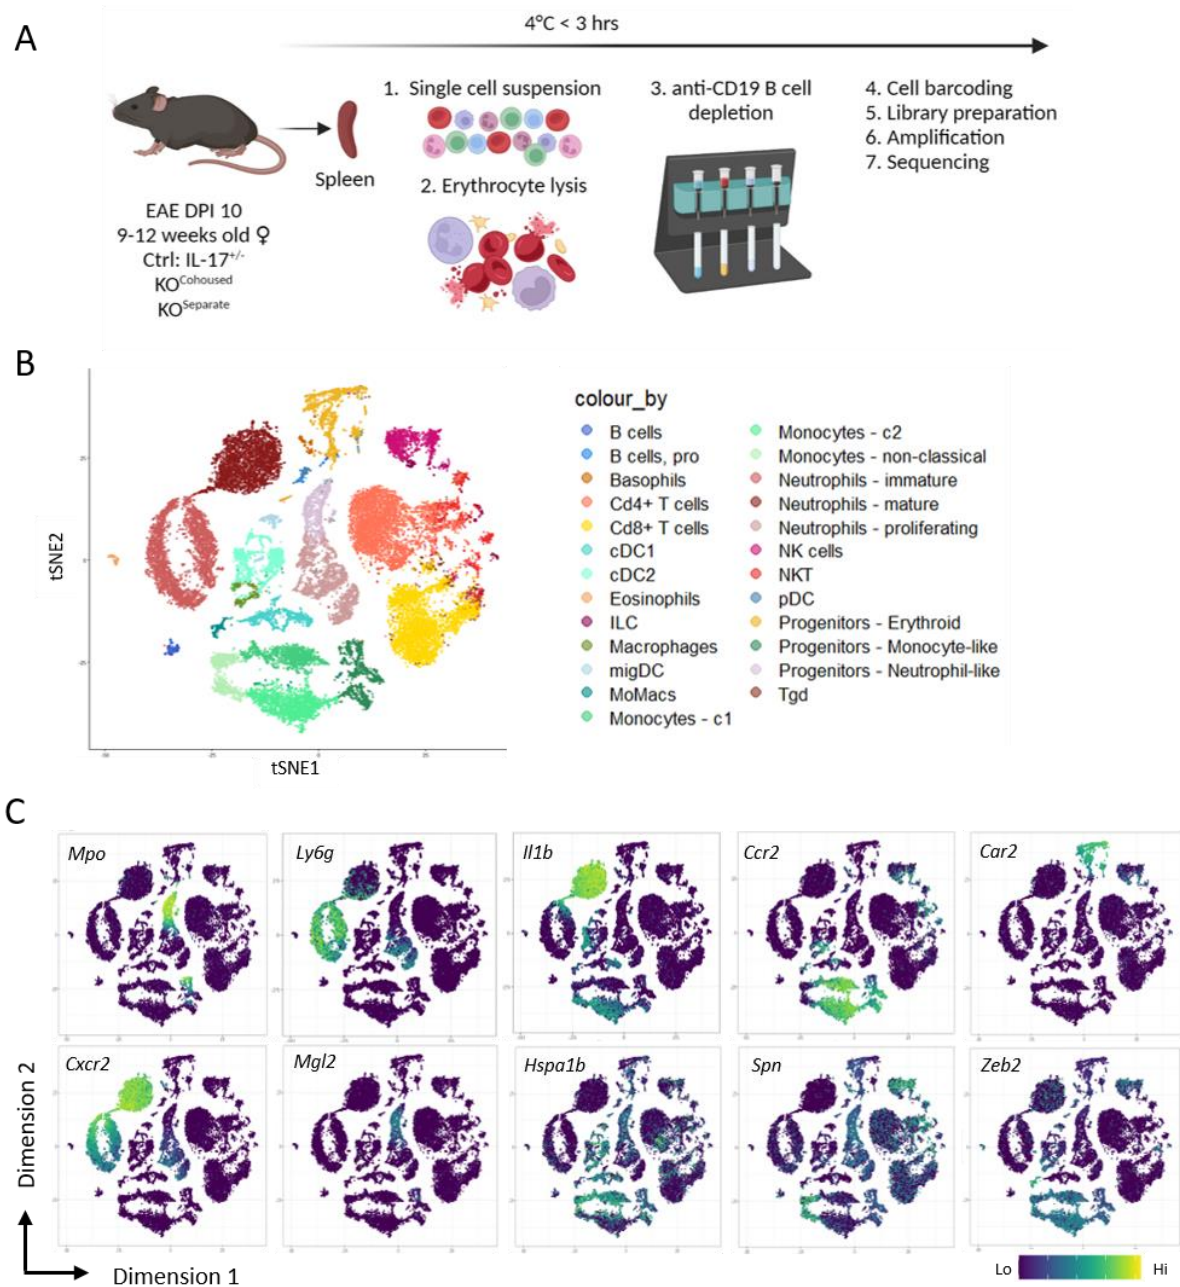 A
4°C < 3 hrs
1. Single cell suspension
2. Erythrocyte lysis
3. anti-CD19 B cell
depletion
4. Cell barcoding
5. Library preparation
6. Amplification
7. Sequencing
Spleen
EAE DPI 10
9-12 weeks old ♀
Ctrl: IL-17+/-
KOCohoused
KOSeparate
B
tSNE2
tSNE1
colour_by
B cells
B cells, pro
Basophils
Cd4+ T cells
Cd8+ T cells
cDC1
cDC2
Eosinophils
ILC
Macrophages
migDC
MoMacs
Monocytes - c1
Monocytes - c2
Monocytes - non-classical
Neutrophils - immature
Neutrophils - mature
Neutrophils - proliferating
NK cells
NKT
pDC
Progenitors - Erythroid
Progenitors - Monocyte-like
Progenitors - Neutrophil-like
Tgd
C
Mpo
Ly6g
Il1b
Ccr2
Car2
Cxcr2
Mgl2
Hspa1b
Spn
Zeb2
Dimension 2
Dimension 1
Lo
Hi